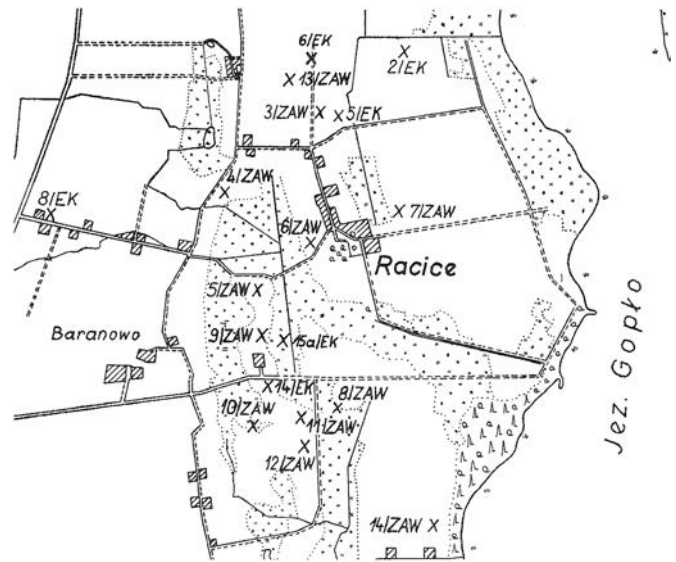 6/EK
13/ZAW
2/EK
3/ZAW
5/EK
4/ZAW
8/EK
7/ZAW
6/ZAW
Racice
5/ZAW
Baranowo
9/ZAW
15a/EK
Jez. Gopło
14/EK
8/ZAW
10/ZAW
11/ZAW
12/ZAW
14/ZAW